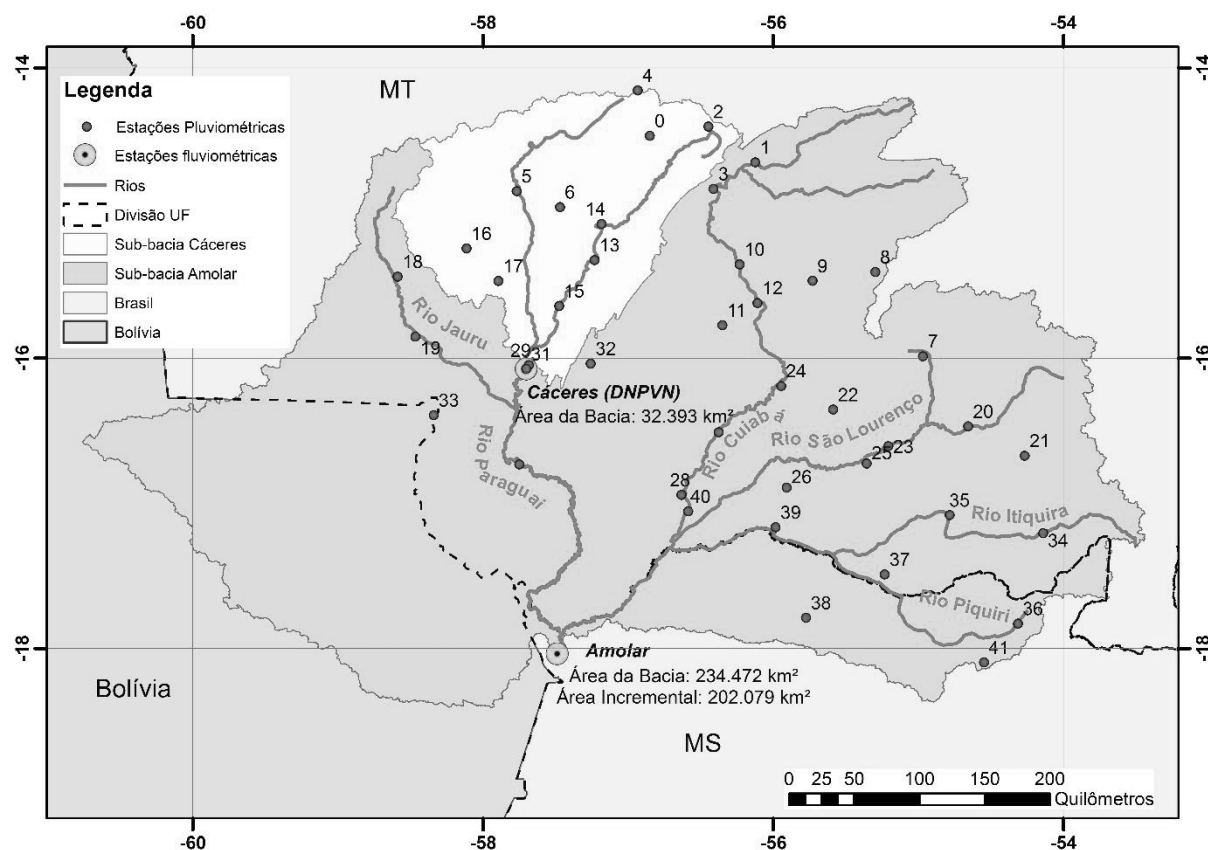 -60 -58 -56 -54
-14 -14
Legenda
Estações Pluviométricas
Estações fluviométricas
Rios
Divisão UF
Sub-bacia Cáceres
Sub-bacia Amolar
Brasil
Bolívia
MT
4
0
2
1
3
5
6
14
16
13
17
18
10
8
9
15
12
11
Rio Jauru
19
29
31
32
7
-16 -16
Cáceres (DNPVN)
Área da Bacia: 32.393 km²
24
22
33
20
Rio Cuiabá
Rio São Lourenço
23
25
21
Rio Paraguai
28
26
40
39
35
Rio Itiquira
34
37
38
Rio Piquiri
36
41
-18 -18
Amolar
Área da Bacia: 234.472 km²
Área Incremental: 202.079 km²
Bolívia
MS
0 25 50 100 150 200
Quilômetros
-60 -58 -56 -54